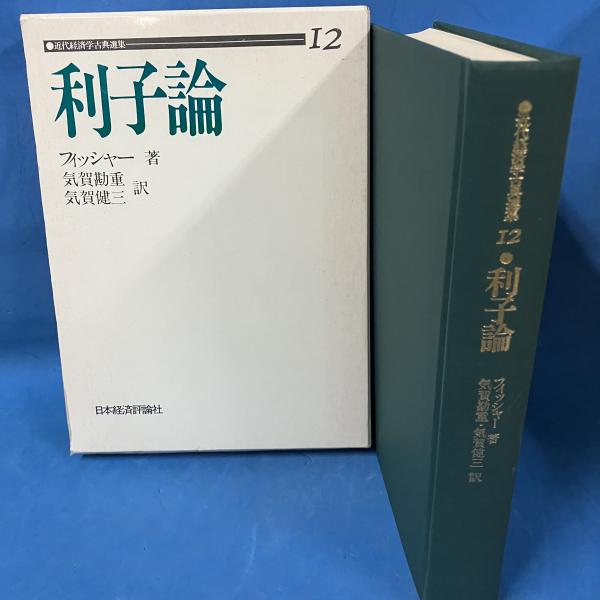 ●近代経済学古典選集
12
利子論
フィッシャー 著
気賀勘重
気賀健三 訳
日本経済評論社
●近代経済学古典選集 12 ● 利子論
フィッシャー 著
気賀勘重・気賀健三 訳